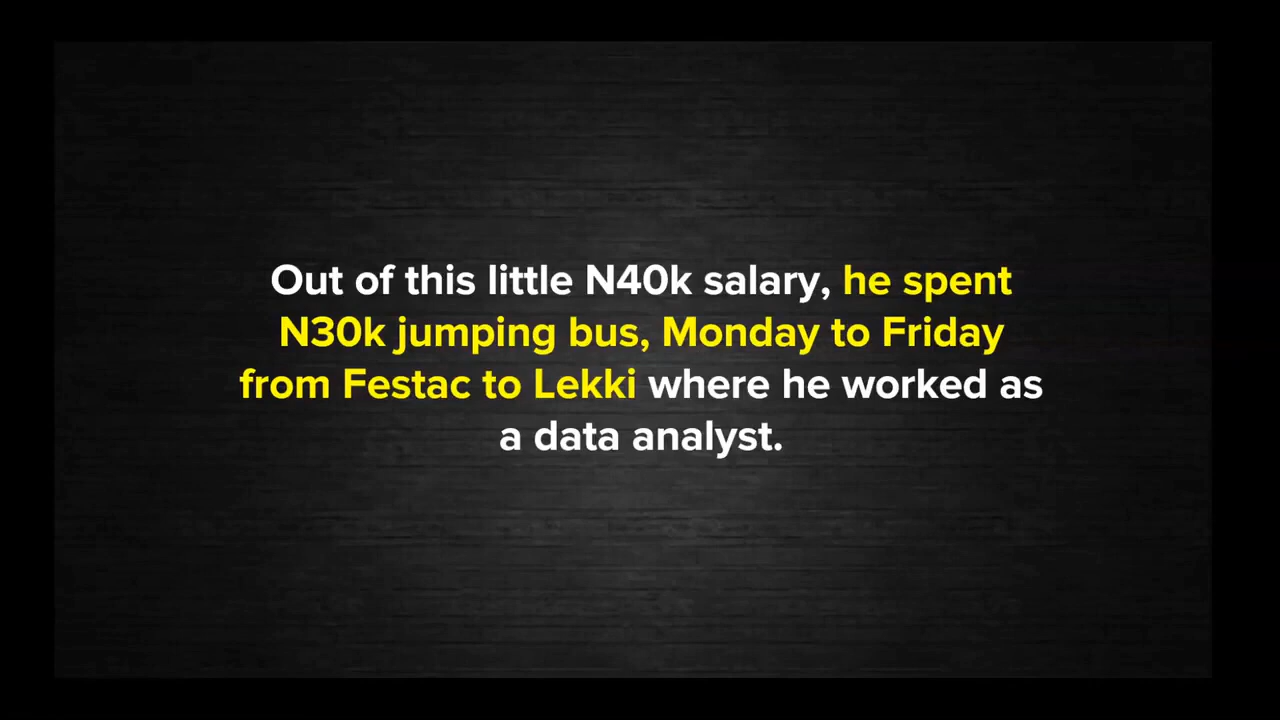 Out of this little N40k salary, he spent
N30k jumping bus, Monday to Friday
from Festac to Lekki where he worked as
a data analyst.